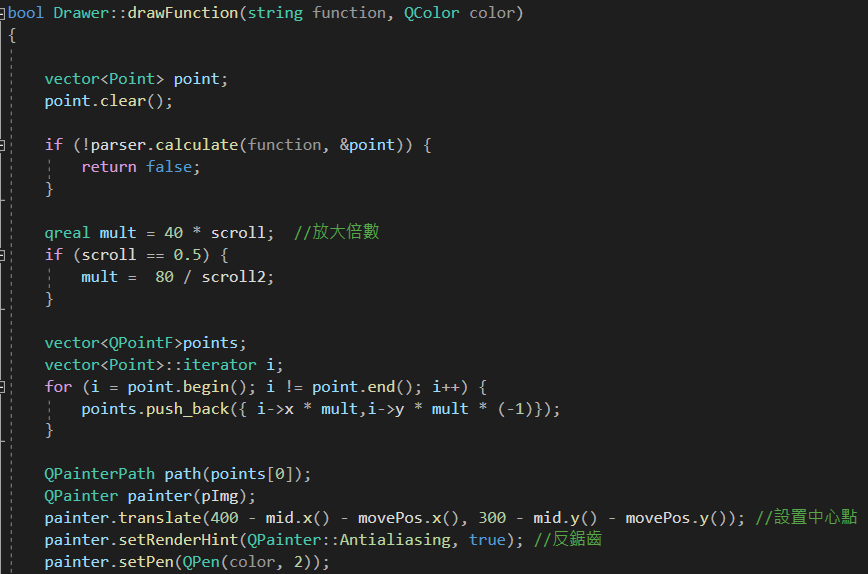 bool Drawer::drawFunction(string function, QColor color)
{
vector<Point> point;
point.clear();
if (!parser.calculate(function, &point)) {
return false;
}
qreal mult = 40 * scroll;  //放大倍數
if (scroll == 0.5) {
mult =  80 / scroll2;
}
vector<QPointF>points;
vector<Point>::iterator i;
for (i = point.begin(); i != point.end(); i++) {
points.push_back({ i->x * mult,i->y * mult * (-1)});
}
QPainterPath path(points[0]);
QPainter painter(pImg);
painter.translate(400 - mid.x() - movePos.x(), 300 - mid.y() - movePos.y()); //設置中心點
painter.setRenderHint(QPainter::Antialiasing, true); //反鋸齒
painter.setPen(QPen(color, 2));